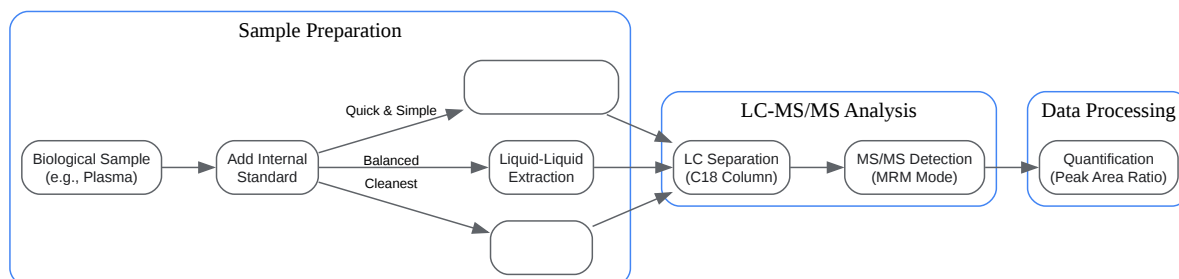 Sample Preparation
Quick & Simple
Biological Sample
(e.g., Plasma)
Add Internal
Standard
Balanced
Cleanest
Liquid-Liquid
Extraction
LC-MS/MS Analysis
LC Separation
(C18 Column)
MS/MS Detection
(MRM Mode)
Data Processing
Quantification
(Peak Area Ratio)